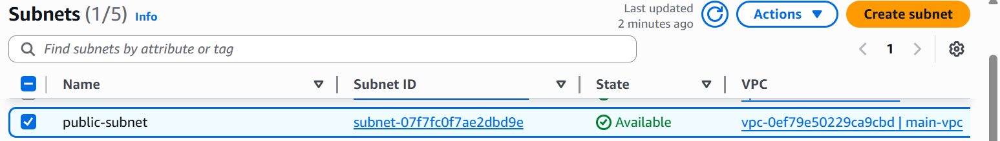 Subnets (1/5) Info
Last updated
2 minutes ago
Actions
Create subnet
Find subnets by attribute or tag
1
Name Subnet ID State VPC
public-subnet subnet-07f7fc0f7ae2dbd9e Available vpc-0ef79e50229ca9cbd | main-vpc